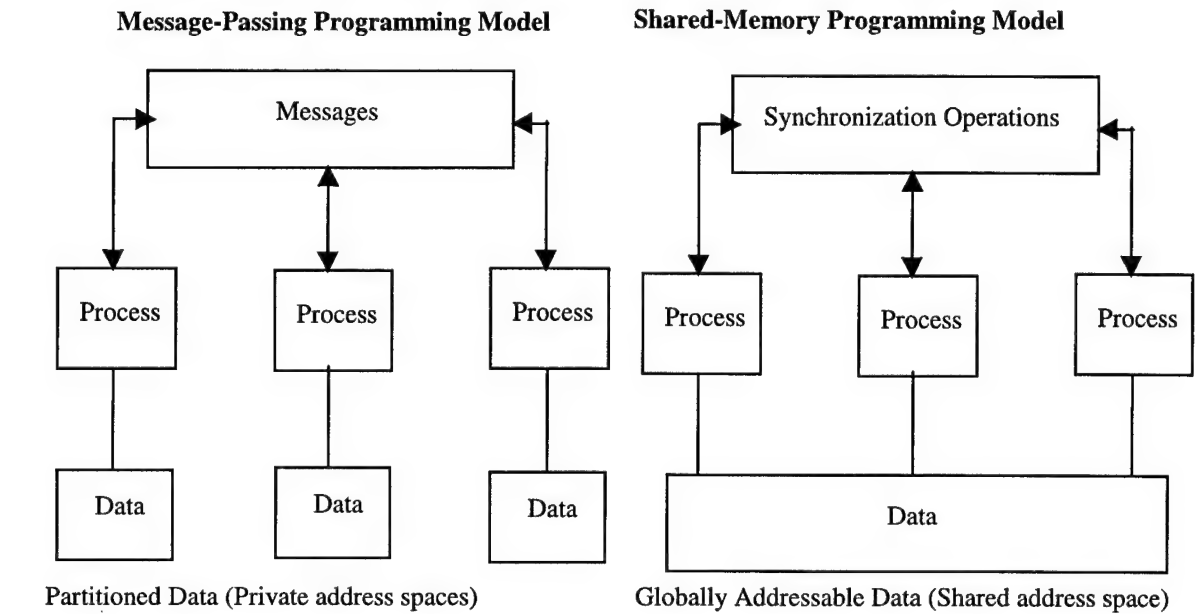 Message-Passing Programming Model
Messages
Process
Process
Process
Data
Data
Data
Partitioned Data (Private address spaces)
Shared-Memory Programming Model
Synchronization Operations
Process
Process
Process
Data
Globally Addressable Data (Shared address space)